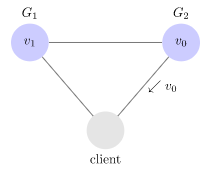 G₁ G₂
v₁ v₀
↙ v₀
client